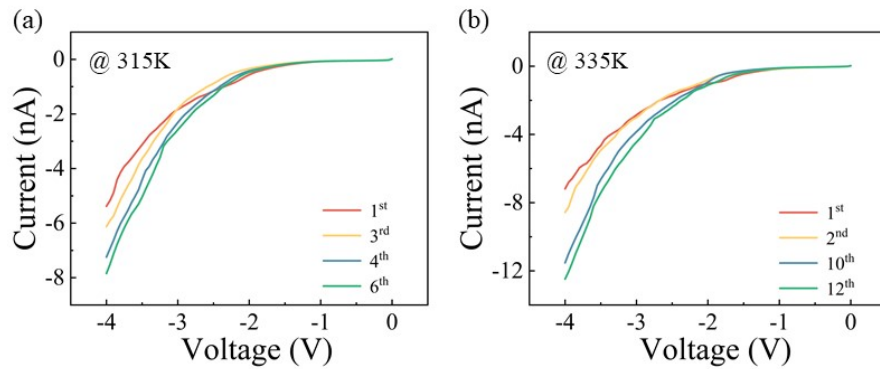 (a)
@ 315K
Current (nA)
0
-2
-4
-6
-8
1st
3rd
4th
6th
-4 -3 -2 -1 0
Voltage (V)
(b)
@ 335K
Current (nA)
0
-4
-8
-12
1st
2nd
10th
12th
-4 -3 -2 -1 0
Voltage (V)